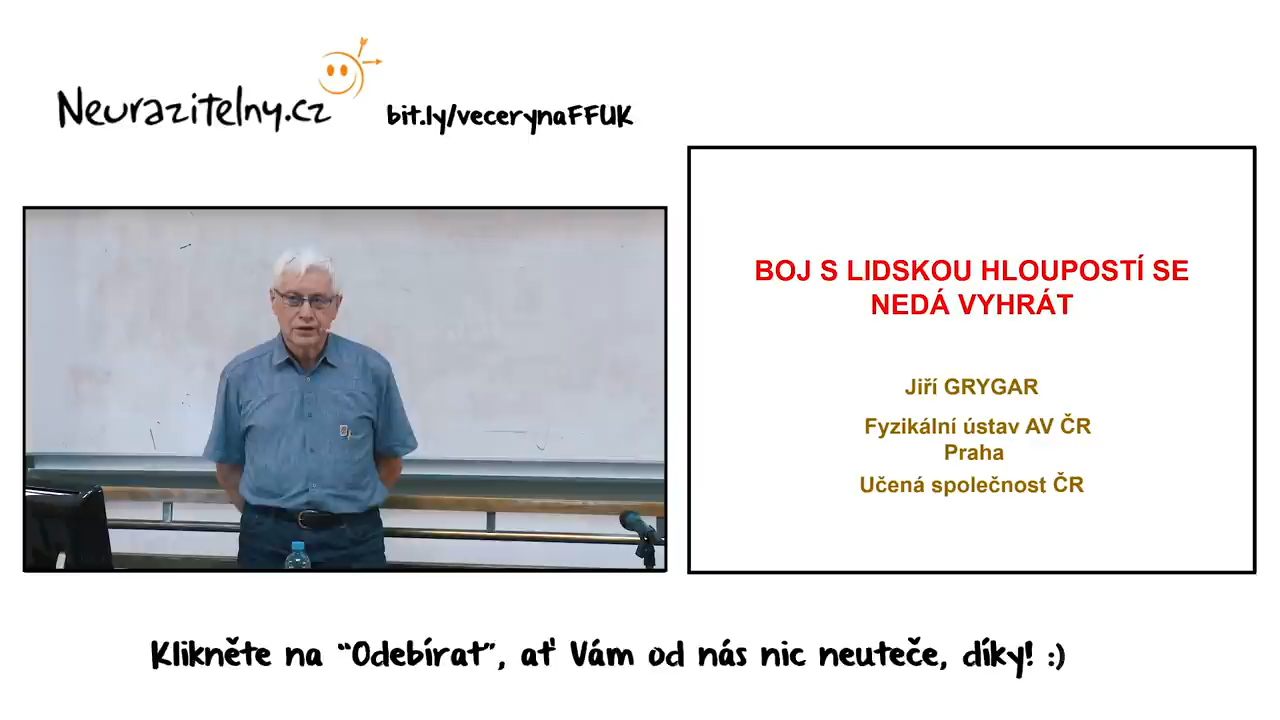 Neurazitelny.cz
bit.ly/vecerynaFFUK
BOJ S LIDSKOU HLOUPOSTÍ SE
NEDÁ VYHRÁT
Jiří GRYGAR
Fyzikální ústav AV ČR
Praha
Učená společnost ČR
Klikněte na “Odebírat”, ať Vám od nás nic neuteče, díky! :)